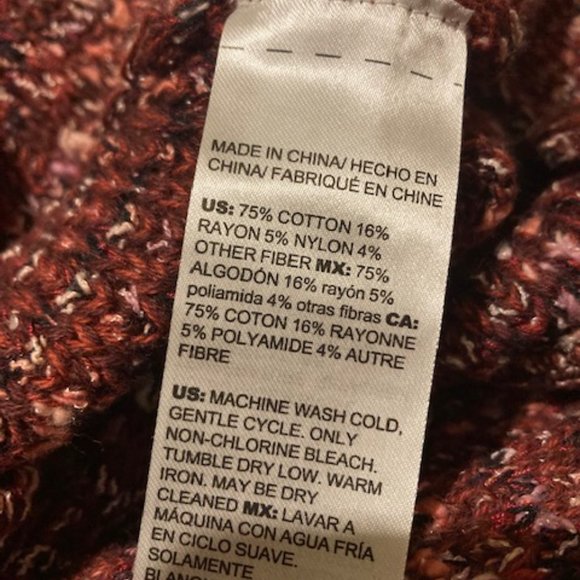 MADE IN CHINA/ HECHO EN
CHINA/ FABRIQUÉ EN CHINE
US: 75% COTTON 16%
RAYON 5% NYLON 4%
OTHER FIBER MX: 75%
ALGODÓN 16% rayón 5%
poliamida 4% otras fibras CA:
75% COTON 16% RAYONNE
5% POLYAMIDE 4% AUTRE
FIBRE
US: MACHINE WASH COLD,
GENTLE CYCLE. ONLY
NON-CHLORINE BLEACH.
TUMBLE DRY LOW. WARM
IRON. MAY BE DRY
CLEANED MX: LAVAR A
MÁQUINA CON AGUA FRÍA
EN CICLO SUAVE.
SOLAMENTE